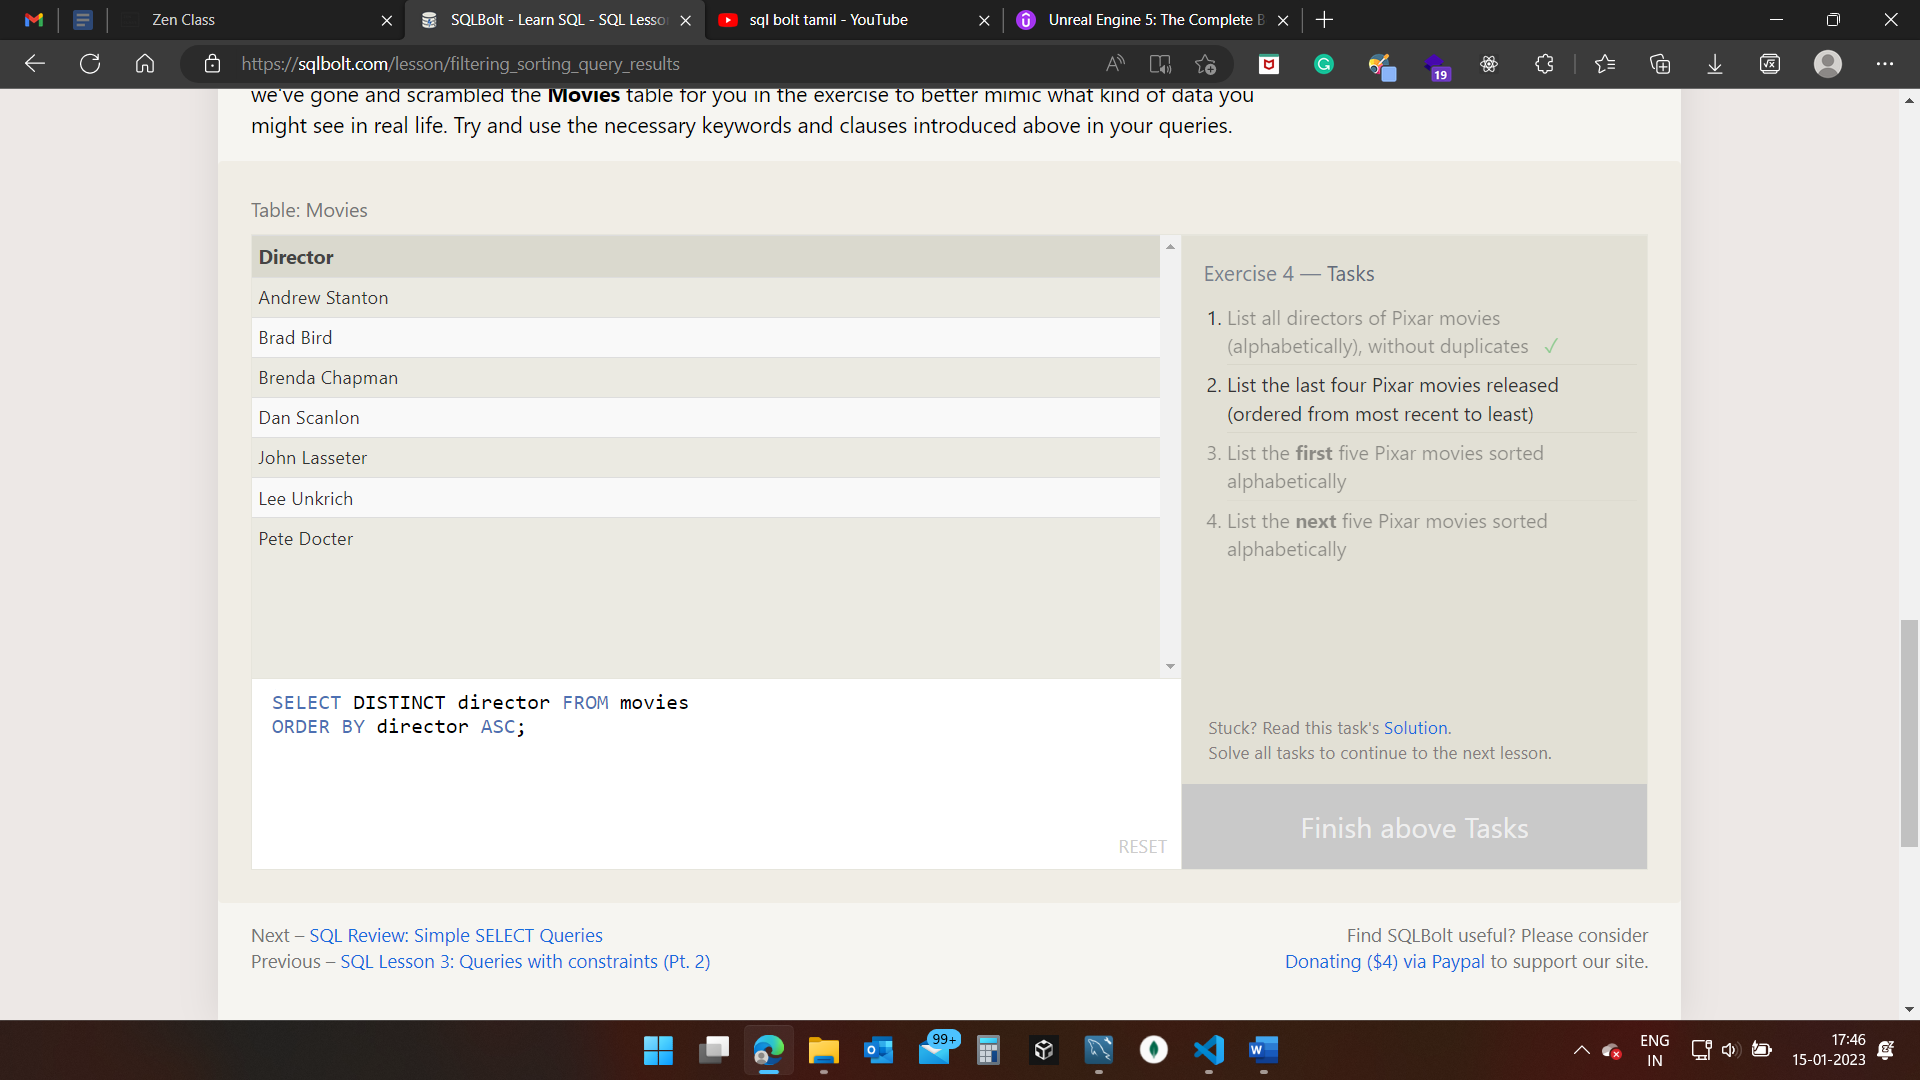 Zen Class
SQLBolt - Learn SQL - SQL Lesso
sql bolt tamil - YouTube
Unreal Engine 5: The Complete B
https://sqlbolt.com/lesson/filtering_sorting_query_results
19
we've gone and scrambled the Movies table for you in the exercise to better mimic what kind of data you
might see in real life. Try and use the necessary keywords and clauses introduced above in your queries.
Table: Movies
Director
Andrew Stanton
Brad Bird
Brenda Chapman
Dan Scanlon
John Lasseter
Lee Unkrich
Pete Docter
SELECT DISTINCT director FROM movies
ORDER BY director ASC;
RESET
Exercise 4 — Tasks
1. List all directors of Pixar movies
(alphabetically), without duplicates ✓
2. List the last four Pixar movies released
(ordered from most recent to least)
3. List the first five Pixar movies sorted
alphabetically
4. List the next five Pixar movies sorted
alphabetically
Stuck? Read this task's Solution.
Solve all tasks to continue to the next lesson.
Finish above Tasks
Next – SQL Review: Simple SELECT Queries
Previous – SQL Lesson 3: Queries with constraints (Pt. 2)
Find SQLBolt useful? Please consider
Donating ($4) via Paypal to support our site.
99+
ENG
IN
17:46
15-01-2023